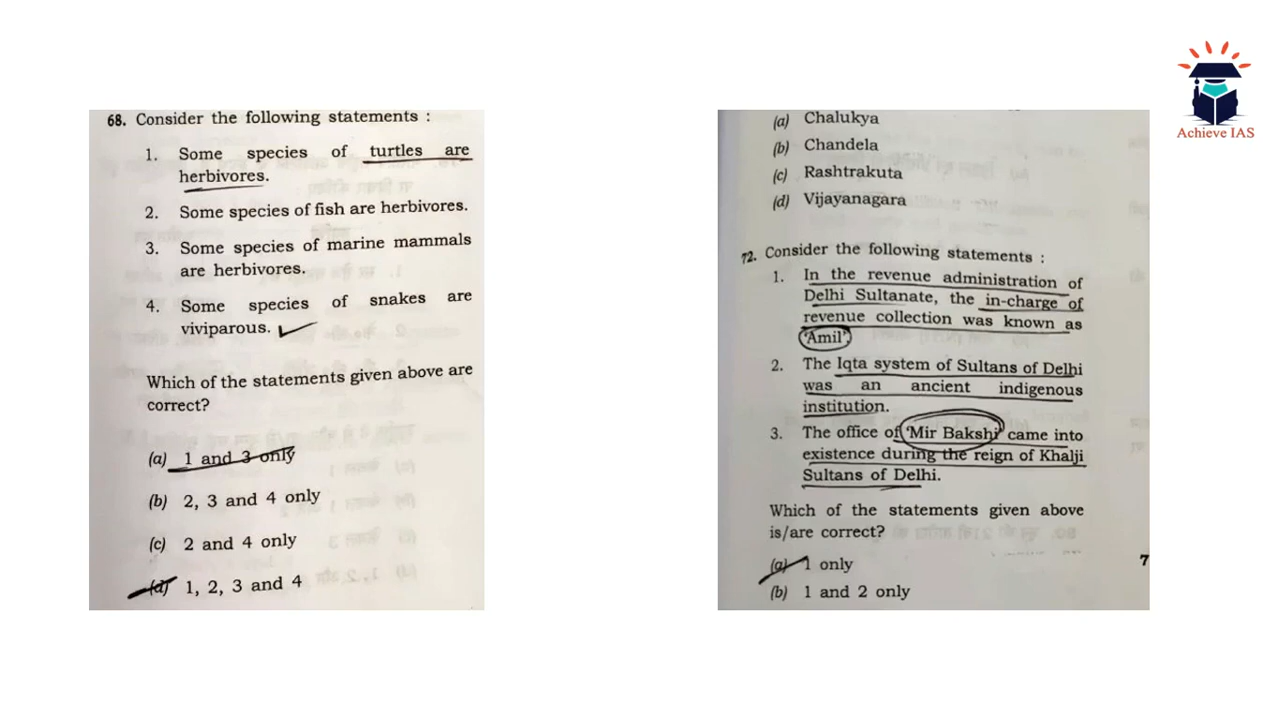 68. Consider the following statements :
1. Some species of turtles are
herbivores.
2. Some species of fish are herbivores.
3. Some species of marine mammals
are herbivores.
4. Some species of snakes are
viviparous.
Which of the statements given above are
correct?
(a) 1 and 3 only
(b) 2, 3 and 4 only
(c) 2 and 4 only
(d) 1, 2, 3 and 4
(a) Chalukya
(b) Chandela
(c) Rashtrakuta
(d) Vijayanagara
72. Consider the following statements :
1. In the revenue administration of
Delhi Sultanate, the in-charge of
revenue collection was known as
'Amil'.
2. The Iqta system of Sultans of Delhi
was an ancient indigenous
institution.
3. The office of 'Mir Bakshi' came into
existence during the reign of Khalji
Sultans of Delhi.
Which of the statements given above
is/are correct?
(a) 1 only
(b) 1 and 2 only
7
Achieve IAS